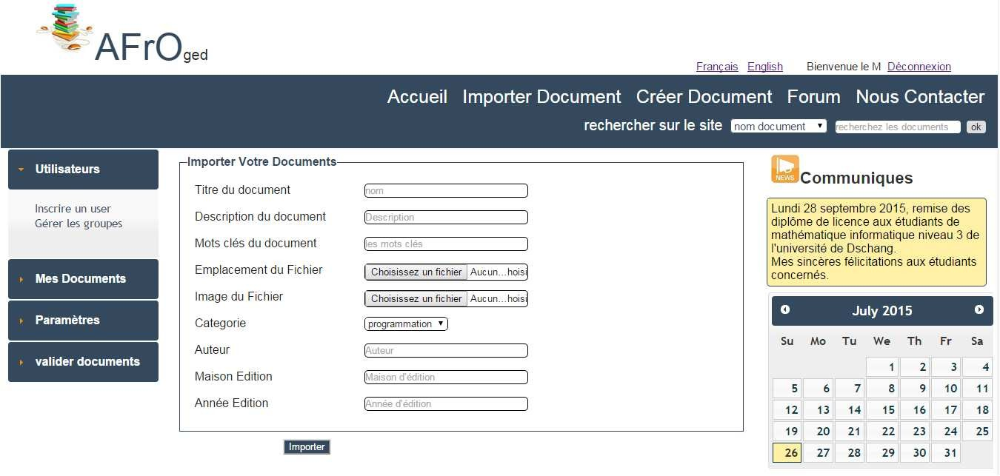 AFrOged
Français English Bienvenue le M Déconnexion
Accueil Importer Document Créer Document Forum Nous Contacter
rechercher sur le site nom document recherchez les documents ok
Utilisateurs
Inscrire un user
Gérer les groupes
Mes Documents
Paramètres
valider documents
Importer Votre Documents
Titre du document nom
Description du document Description
Mots clés du document les mots clés
Emplacement du Fichier Choisissez un fichier Aucun...hoisi
Image du Fichier Choisissez un fichier Aucun...hoisi
Categorie programmation
Auteur Auteur
Maison Edition Maison d'édition
Année Edition Année d'édition
Importer
NEWS Communiques
Lundi 28 septembre 2015, remise des
diplôme de licence aux étudiants de
mathématique informatique niveau 3 de
l'université de Dschang.
Mes sincères félicitations aux étudiants
concernés.
July 2015
Su Mo Tu We Th Fr Sa
1 2 3 4
5 6 7 8 9 10 11
12 13 14 15 16 17 18
19 20 21 22 23 24 25
26 27 28 29 30 31